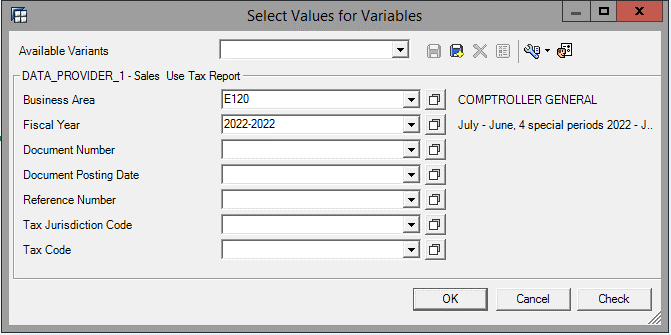 Select Values for Variables
Available Variants
DATA_PROVIDER_1 - Sales Use Tax Report
Business Area E120 COMPTROLLER GENERAL
Fiscal Year 2022-2022 July - June, 4 special periods 2022 - J..
Document Number
Document Posting Date
Reference Number
Tax Jurisdiction Code
Tax Code
OK Cancel Check